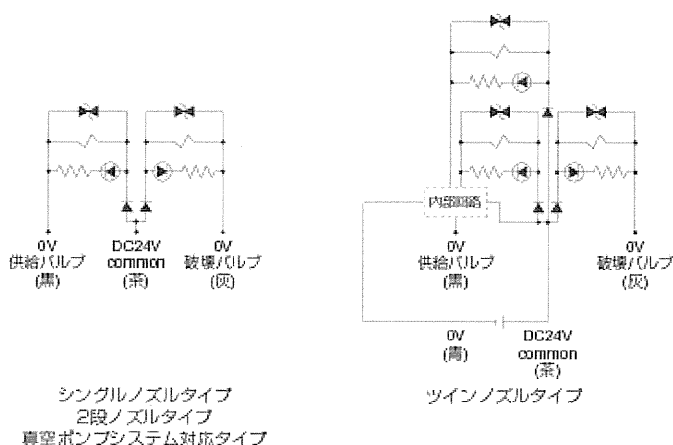 0V
供給バルブ
(黒)
DC24V
common
(茶)
0V
破壊バルブ
(灰)
シングルノズルタイプ
2段ノズルタイプ
真空ポンプシステム対応タイプ
内部回路
0V
供給バルブ
(黒)
0V
破壊バルブ
(灰)
0V
(青)
DC24V
common
(茶)
ツインノズルタイプ